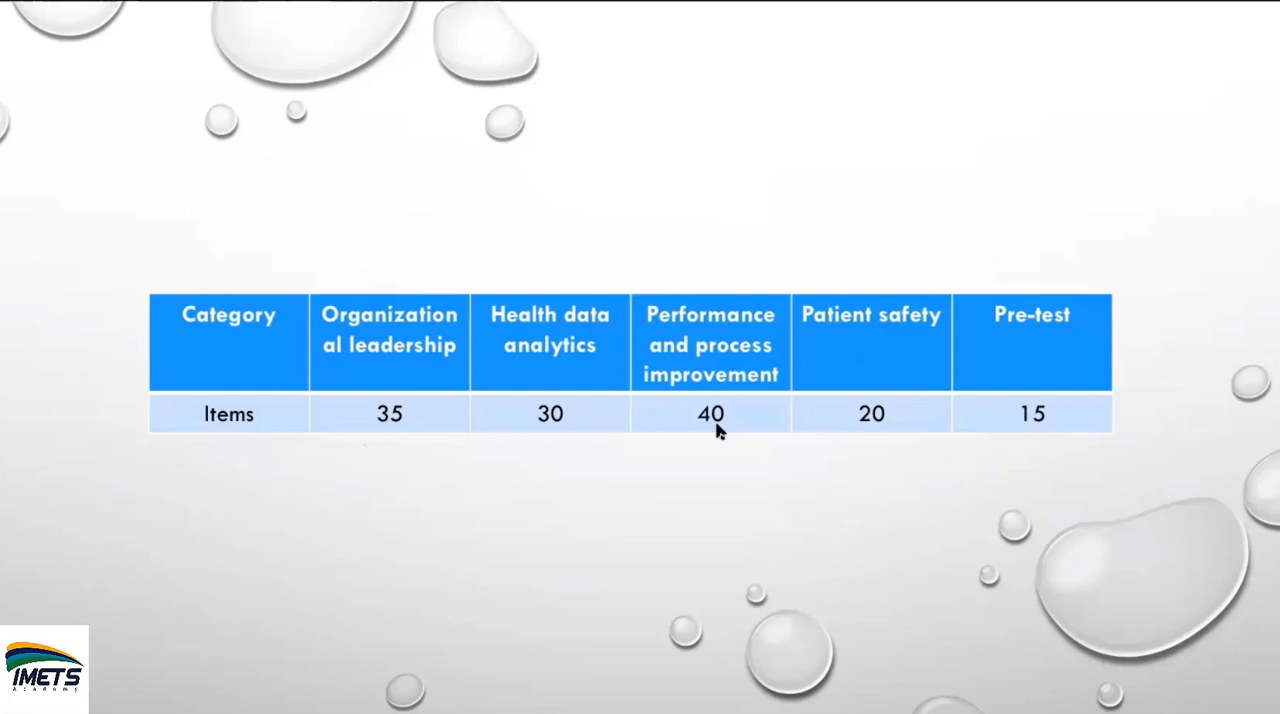 Category
Organization
al leadership
Health data
analytics
Performance
and process
improvement
Patient safety
Pre-test
Items
35
30
40
20
15
IMETS
Academy